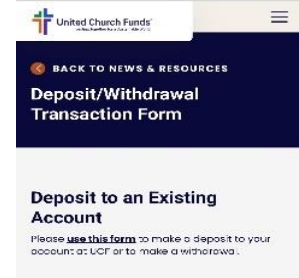 United Church Funds
BACK TO NEWS & RESOURCES
Deposit/Withdrawal
Transaction Form
Deposit to an Existing
Account
Please use this form to make a deposit to your
account at UCF or to make a withdrawal.